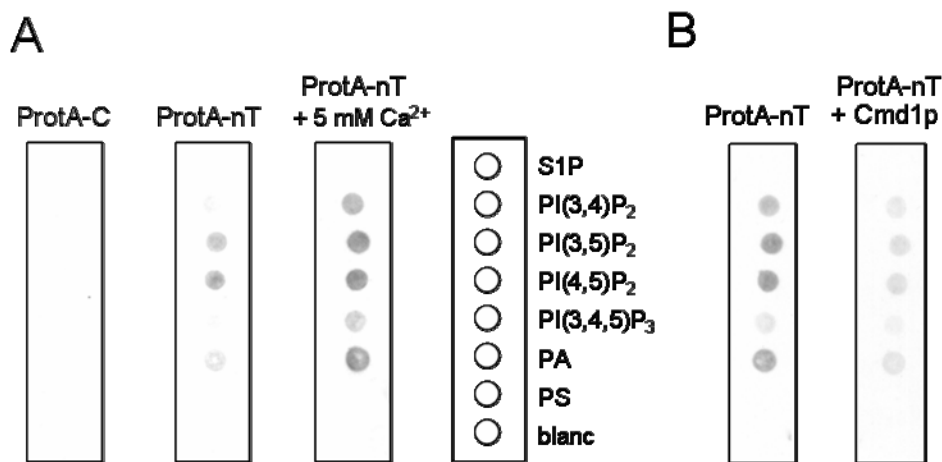 A
B
ProtA-C
ProtA-nT
ProtA-nT
+ 5 mM Ca²⁺
ProtA-nT
ProtA-nT
+ Cmd1p
S1P
PI(3,4)P₂
PI(3,5)P₂
PI(4,5)P₂
PI(3,4,5)P₃
PA
PS
blanc